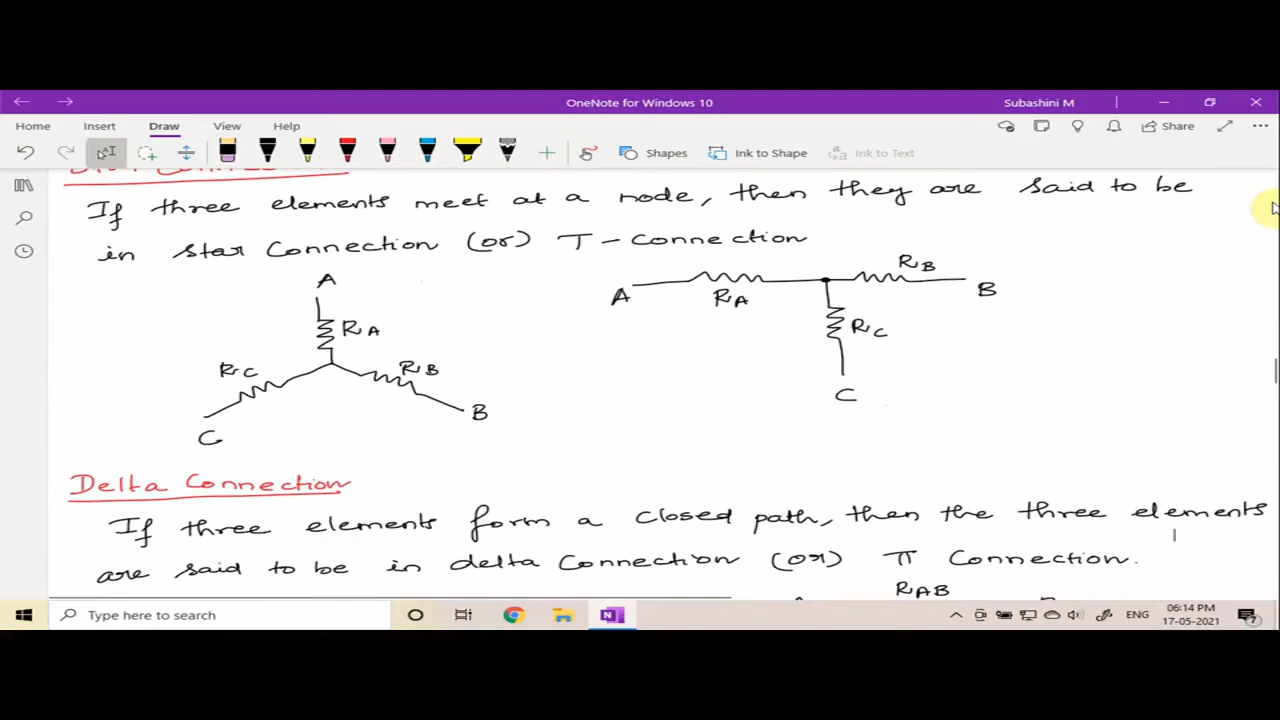 OneNote for Windows 10
Subashini M
Home Insert Draw View Help
Share
Shapes Ink to Shape Ink to Text
If three elements meet at a node, then they are said to be
in star Connection (or) T-connection
A
RA
RC
RB
B
C
A
RA
RB
B
RC
C
Delta Connection
If three elements form a closed path, then the three elements
are said to be in delta Connection (or) π Connection.
RAB
Type here to search
ENG
06:14 PM
17-05-2021
7